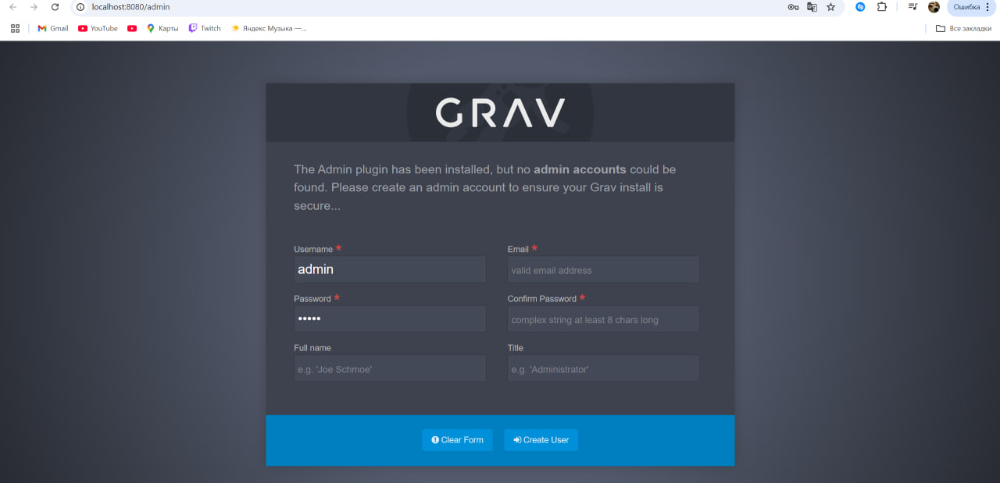 localhost:8080/admin
Ошибка
Gmail YouTube Карты Twitch Яндекс Музыка —...
Все закладки
GRAV
The Admin plugin has been installed, but no admin accounts could be
found. Please create an admin account to ensure your Grav install is
secure...
Username * Email *
admin valid email address
Password * Confirm Password *
••••• complex string at least 8 chars long
Full name Title
e.g. 'Joe Schmoe' e.g. 'Administrator'
Clear Form Create User